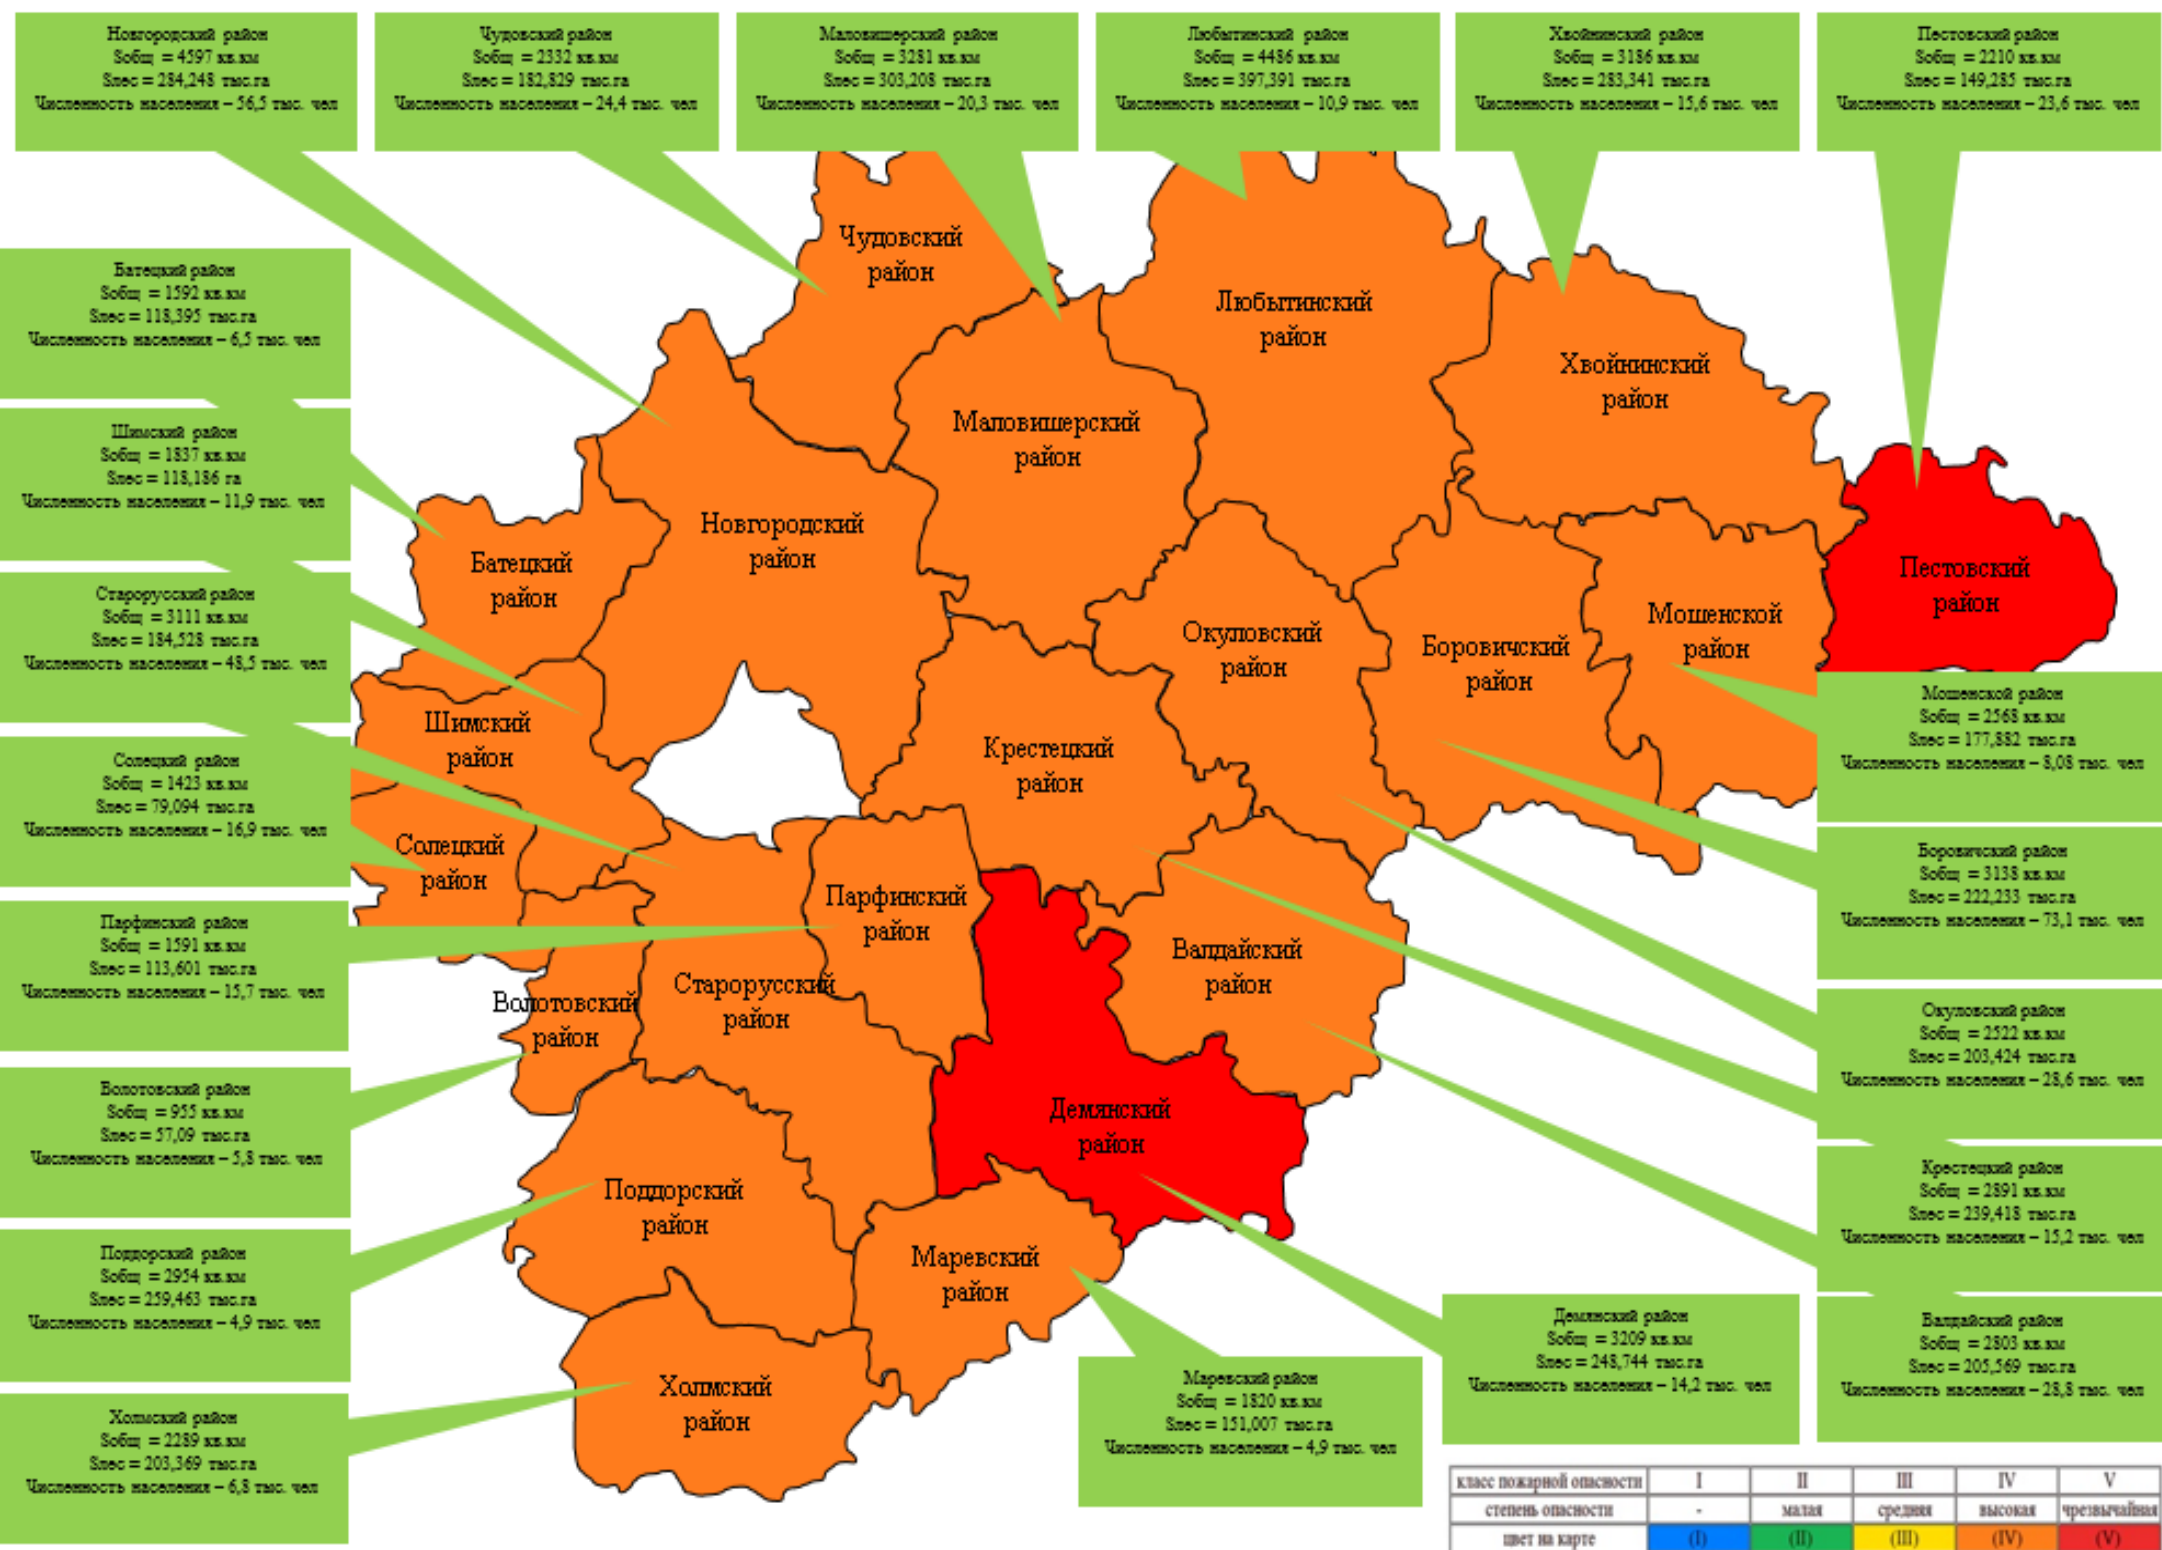 Новгородский район
Sобщ = 4597 кв.км
Sлес = 284,248 тыс.га
Численность населения – 56,5 тыс. чел
Чудовский район
Sобщ = 2332 кв.км
Sлес = 182,829 тыс.га
Численность населения – 24,4 тыс. чел
Маловишерский район
Sобщ = 3281 кв.км
Sлес = 303,208 тыс.га
Численность населения – 20,3 тыс. чел
Любытинский район
Sобщ = 4486 кв.км
Sлес = 397,391 тыс.га
Численность населения – 10,9 тыс. чел
Хвойнинский район
Sобщ = 3186 кв.км
Sлес = 283,341 тыс.га
Численность населения – 15,6 тыс. чел
Пестовский район
Sобщ = 2210 кв.км
Sлес = 149,285 тыс.га
Численность населения – 23,6 тыс. чел
Батецкий район
Sобщ = 1592 кв.км
Sлес = 118,395 тыс.га
Численность населения – 6,5 тыс. чел
Шимский район
Sобщ = 1837 кв.км
Sлес = 118,186 га
Численность населения – 11,9 тыс. чел
Старорусский район
Sобщ = 3111 кв.км
Sлес = 184,528 тыс.га
Численность населения – 48,5 тыс. чел
Солецкий район
Sобщ = 1423 кв.км
Sлес = 79,094 тыс.га
Численность населения – 16,9 тыс. чел
Парфинский район
Sобщ = 1591 кв.км
Sлес = 113,601 тыс.га
Численность населения – 15,7 тыс. чел
Волотовский район
Sобщ = 955 кв.км
Sлес = 57,09 тыс.га
Численность населения – 5,8 тыс. чел
Поддорский район
Sобщ = 2954 кв.км
Sлес = 259,463 тыс.га
Численность населения – 4,9 тыс. чел
Холмский район
Sобщ = 2289 кв.км
Sлес = 203,369 тыс.га
Численность населения – 6,8 тыс. чел
Чудовский
район
Любытинский
район
Хвойнинский
район
Маловишерский
район
Новгородский
район
Батецкий
район
Пестовский
район
Мошенской
район
Окуловский
район
Боровичский
район
Шимский
район
Крестецкий
район
Солецкий
район
Парфинский
район
Валдайский
район
Старорусский
район
Волотовский
район
Демянский
район
Поддорский
район
Маревский
район
Холмский
район
Мошенской район
Sобщ = 2568 кв.км
Sлес = 177,882 тыс.га
Численность населения – 8,08 тыс. чел
Боровичский район
Sобщ = 3138 кв.км
Sлес = 222,233 тыс.га
Численность населения – 73,1 тыс. чел
Окуловский район
Sобщ = 2522 кв.км
Sлес = 203,424 тыс.га
Численность населения – 28,6 тыс. чел
Крестецкий район
Sобщ = 2891 кв.км
Sлес = 239,418 тыс.га
Численность населения – 15,2 тыс. чел
Валдайский район
Sобщ = 2803 кв.км
Sлес = 205,569 тыс.га
Численность населения – 28,8 тыс. чел
Демянский район
Sобщ = 3209 кв.км
Sлес = 248,744 тыс.га
Численность населения – 14,2 тыс. чел
Маревский район
Sобщ = 1820 кв.км
Sлес = 151,007 тыс.га
Численность населения – 4,9 тыс. чел
класс пожарной опасности I II III IV V
степень опасности - малая средняя высокая чрезвычайная
цвет на карте (I) (II) (III) (IV) (V)